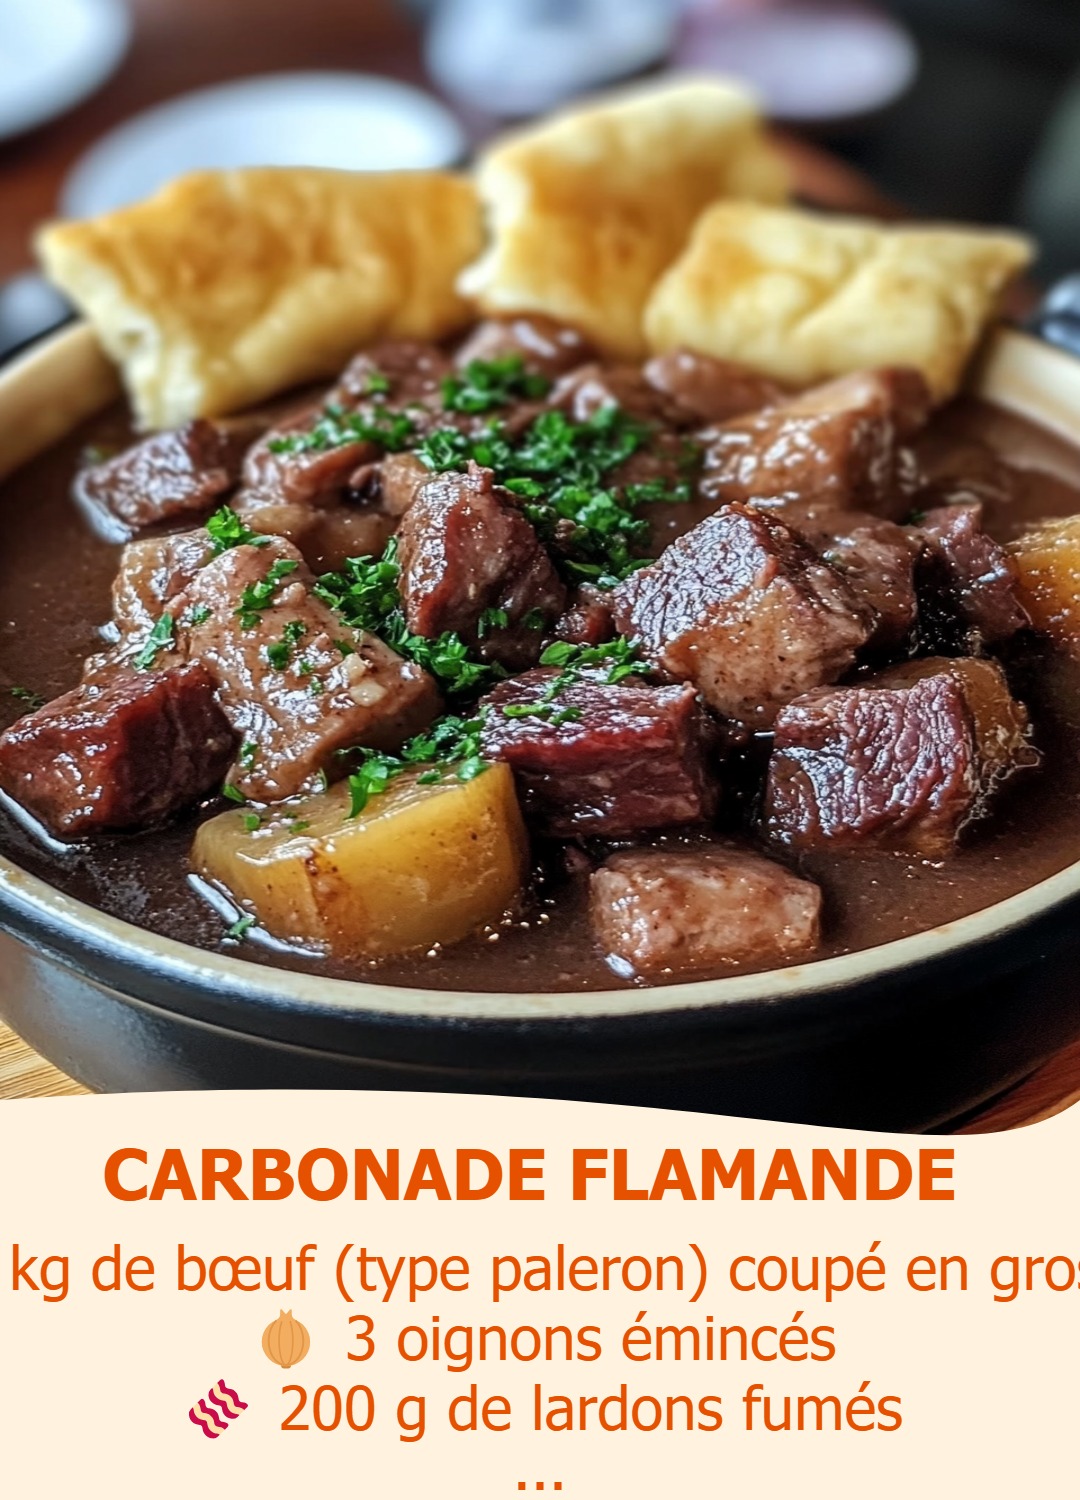 CARBONADE FLAMANDE
kg de bœuf (type paleron) coupé en gros
3 oignons émincés
200 g de lardons fumés
...